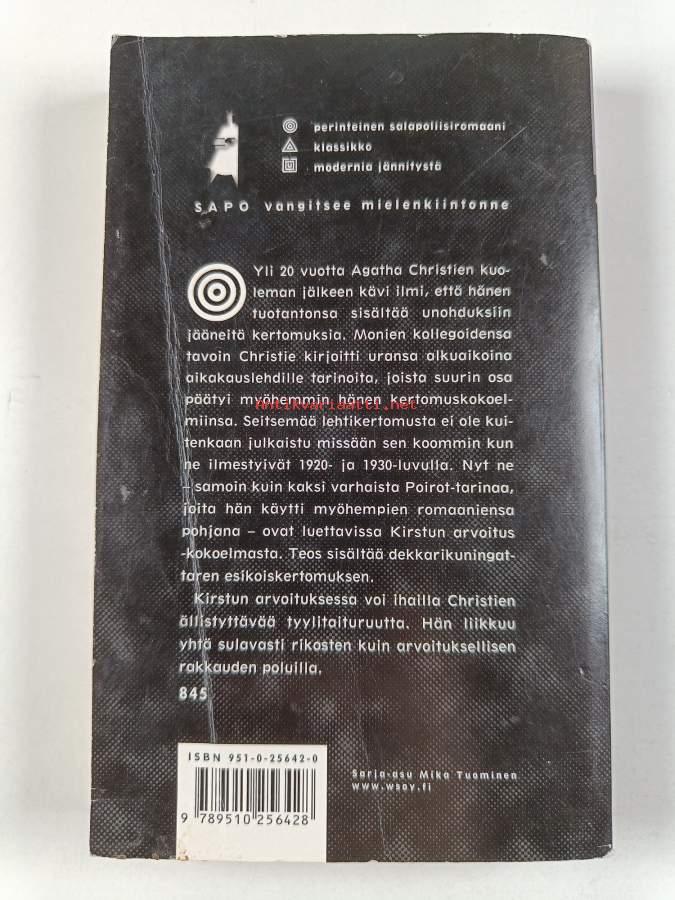 perinteinen salapoliisiromaani
klassikko
modernia jännitystä
SAPO vangitsee mielenkiintonne
Yli 20 vuotta Agatha Christien kuo-
leman jälkeen kävi ilmi, että hänen
tuotantonsa sisältää unohduksiin
jääneitä kertomuksia. Monien kollegoidensa
tavoin Christie kirjoitti uransa alkuaikoina
aikakauslehdille tarinoita, joista suurin osa
päätyi myöhemmin hänen kertomuskokoel-
Antikvariaatti.net
miinsa. Seitsemää lehtikertomusta ei ole kui-
tenkaan julkaistu missään sen koommin kun
ne ilmestyivät 1920- ja 1930-luvulla. Nyt ne
– samoin kuin kaksi varhaista Poirot-tarinaa,
joita hän käytti myöhempien romaaniensa
pohjana – ovat luettavissa Kirstun arvoitus
-kokoelmasta. Teos sisältää dekkarikuningat-
taren esikoiskertomuksen.
Kirstun arvoituksessa voi ihailla Christien
ällistyttävää tyylitaituruutta. Hän liikkuu
yhtä sulavasti rikosten kuin arvoituksellisen
rakkauden poluilla.
845
ISBN 951-0-25642-0
9 789510 256428
Sarja-asu Mika Tuominen
www.wsoy.fi